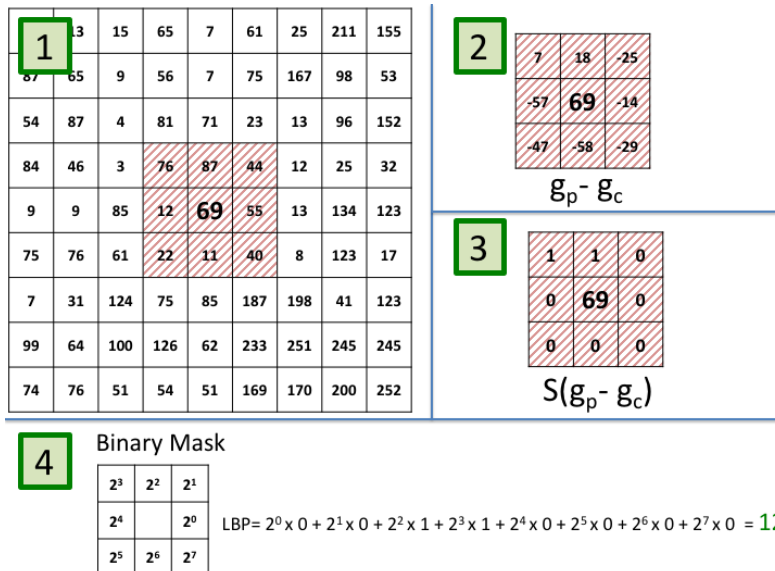 1
13 15 65 7 61 25 211 155
87 65 9 56 7 75 167 98 53
54 87 4 81 71 23 13 96 152
84 46 3 76 87 44 12 25 32
9 9 85 12 69 55 13 134 123
75 76 61 22 11 40 8 123 17
7 31 124 75 85 187 198 41 123
99 64 100 126 62 233 251 245 245
74 76 51 54 51 169 170 200 252
2
7 18 -25
-57 69 -14
-47 -58 -29
gₚ- g꜀
3
1 1 0
0 69 0
0 0 0
S(gₚ- g꜀)
4
Binary Mask
2³ 2² 2¹
2⁴ 2⁰
2⁵ 2⁶ 2⁷
LBP= 2⁰ x 0 + 2¹ x 0 + 2² x 1 + 2³ x 1 + 2⁴ x 0 + 2⁵ x 0 + 2⁶ x 0 + 2⁷ x 0 = 12